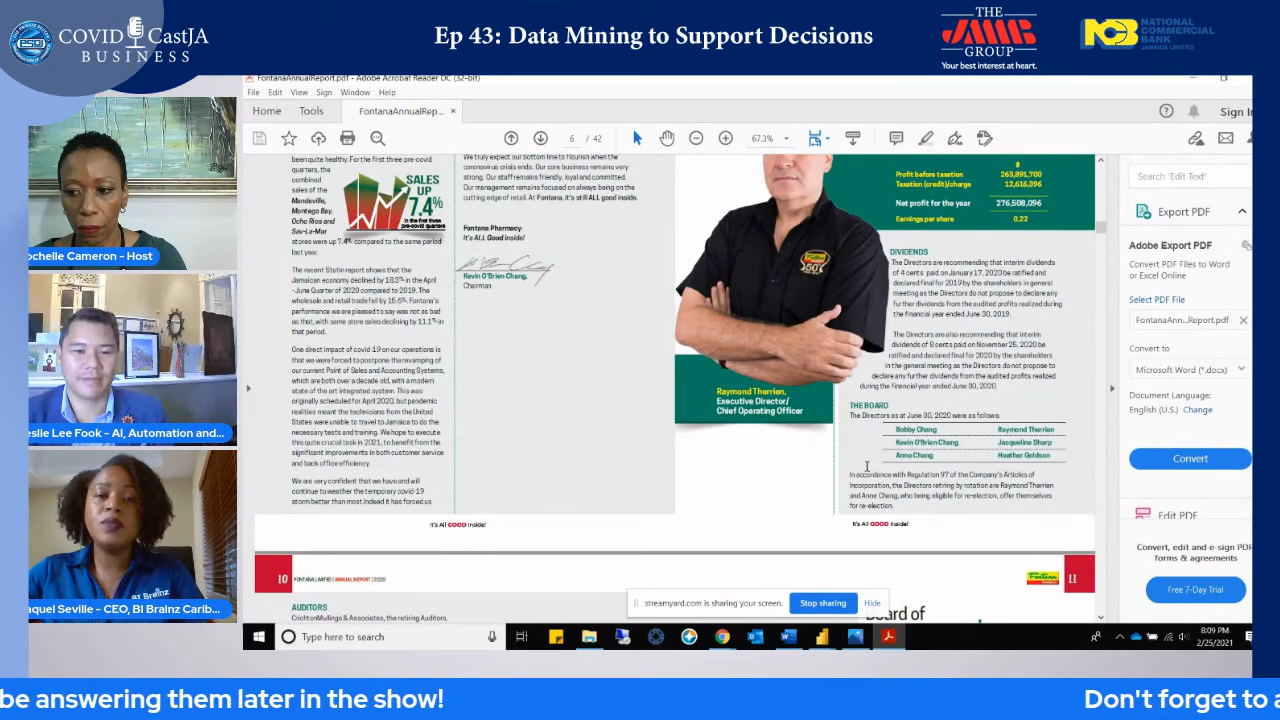 COVID CastJA
BUSINESS
Ep 43: Data Mining to Support Decisions
THE
JMMB
GROUP
Your best interest at heart.
NCB
NATIONAL
COMMERCIAL
BANK
JAMAICA LIMITED
FontanaAnnualReport.pdf - Adobe Acrobat Reader DC (32-bit)
File Edit View Sign Window Help
Home Tools FontanaAnnualRep... × Sign In
6 / 42 67.3%
ochelle Cameron - Host
eslie Lee Fook - AI, Automation and...
aquel Seville - CEO, BI Brainz Carib...
BI Brainz
been quite healthy. For the first three pre-covid
quarters, the
combined
sales of the
Mandeville,
Montego Bay,
Ocho Rios and
Sav-La-Mar
stores were up 7.4% compared to the same period
last year.
SALES
UP
7.4%
in the first three
pre-covid quarters
The recent Statin report shows that the
Jamaican economy declined by 18.3% in the April
-June Quarter of 2020 compared to 2019. The
wholesale and retail trade fell by 15.6%. Fontana's
performance we are pleased to say was not as bad
as that, with same store sales declining by 11.1% in
that period.
One direct impact of covid-19 on our operations is
that we were forced to postpone the revamping of
our current Point of Sales and Accounting Systems,
which are both over a decade old, with a modern
state of the art integrated system. This was
originally scheduled for April 2020, but pandemic
realities meant the technicians from the United
States were unable to travel to Jamaica to do the
necessary tests and training. We hope to execute
this quite crucial task in 2021, to benefit from the
significant improvements in both customer service
and back office efficiency.
We are very confident that we have and will
continue to weather the temporary covid-19
storm better than most. Indeed it has forced us
We truly expect our bottom line to flourish when the
coronavirus crisis ends. Our core business remains very
strong. Our staff remains friendly, loyal and committed.
Our management remains focused on always being on the
cutting edge of retail. At Fontana, it's still ALL good inside.
Fontana Pharmacy:
It's ALL Good Inside!
Kevin O'Brien Chang,
Chairman
It's All GOOD Inside!
50
Raymond Therrien,
Executive Director/
Chief Operating Officer
$
Profit before taxation 263,891,700
Taxation (credit)/charge 12,616,396
Net profit for the year 276,508,096
Earnings per share 0.22
DIVIDENDS
The Directors are recommending that interim dividends
of 4 cents paid on January 17, 2020 be ratified and
declared final for 2019 by the shareholders in general
meeting as the Directors do not propose to declare any
further dividends from the audited profits realized during
the financial year ended June 30, 2019.
The Directors are also recommending that interim
dividends of 8 cents paid on November 25, 2020 be
ratified and declared final for 2020 by the shareholders
in the general meeting as the Directors do not propose to
declare any further dividends from the audited profits realized
during the financial year ended June 30, 2020.
THE BOARD
The Directors as at June 30, 2020 were as follows:
Bobby Chang Raymond Therrien
Kevin O'Brien Chang Jacqueline Sharp
Anne Chang Heather Goldson
In accordance with Regulation 97 of the Company's Articles of
Incorporation, the Directors retiring by rotation are Raymond Therrien
and Anne Chang, who being eligible for re-election, offer themselves
for re-election.
It's All GOOD Inside!
10 FONTANA LIMITED | ANNUAL REPORT | 2020
Fontana
11
AUDITORS
CrichtonMullings & Associates, the retiring Auditors,
Board of
streamyard.com is sharing your screen. Stop sharing Hide
Search 'Edit Text'
Export PDF
Adobe Export PDF
Convert PDF Files to Word
or Excel Online
Select PDF File
FontanaAnn...Report.pdf ×
Convert to
Microsoft Word (*.docx)
Document Language:
English (U.S.) Change
Convert
Edit PDF
Convert, edit and e-sign PDF
forms & agreements
Free 7-Day Trial
Type here to search
8:09 PM
2/25/2021
be answering them later in the show! Don't forget to a